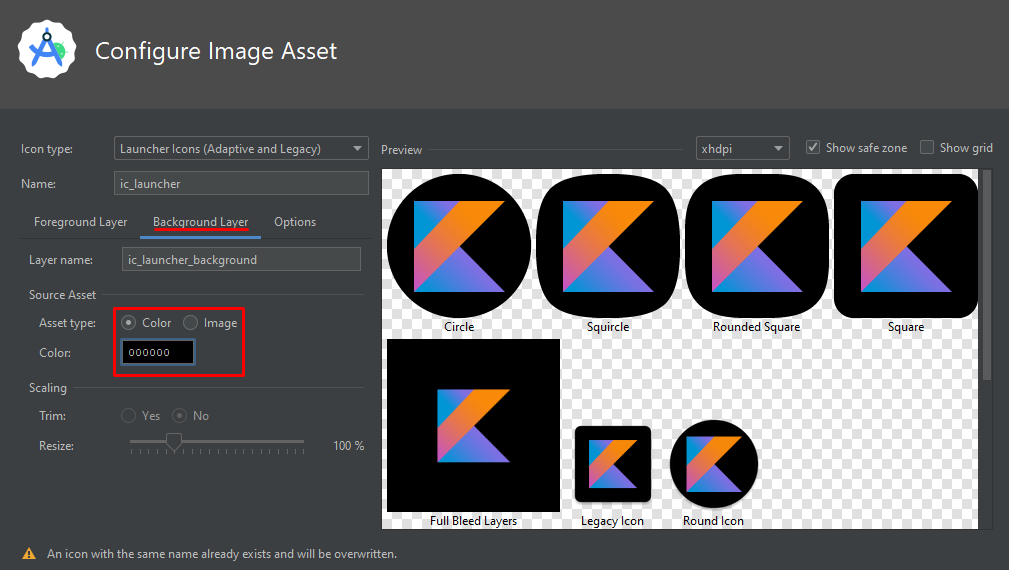 Configure Image Asset
Icon type: Launcher Icons (Adaptive and Legacy)
Preview
xhdpi
Show safe zone
Show grid
Name: ic_launcher
Foreground Layer Background Layer Options
Layer name: ic_launcher_background
Source Asset
Asset type: Color Image
Color: 000000
Scaling
Trim: Yes No
Resize: 100 %
Circle Squircle Rounded Square Square
Full Bleed Layers Legacy Icon Round Icon
An icon with the same name already exists and will be overwritten.